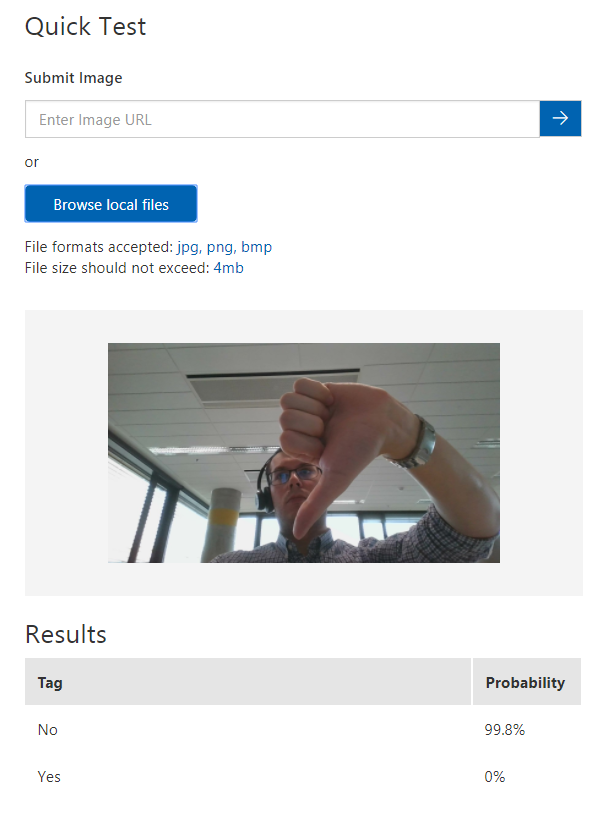 Quick Test
Submit Image
Enter Image URL
or
Browse local files
File formats accepted: jpg, png, bmp
File size should not exceed: 4mb
Results
Tag Probability
No 99.8%
Yes 0%